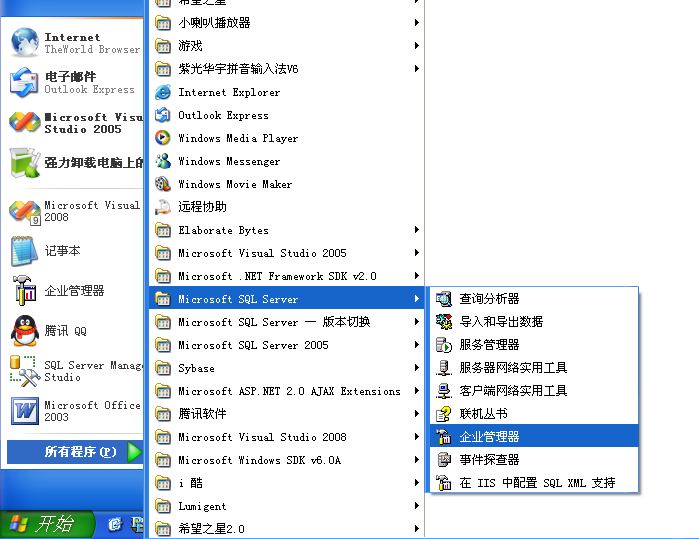 Internet
TheWorld Browser
电子邮件
Outlook Express
Microsoft Visu
Studio 2005
强力卸载电脑上的
Microsoft Visual
2008
9
记事本
企业管理器
腾讯 QQ
SQL Server Manag
Studio
Microsoft Office
2003
所有程序(P)
开始
希望之星
小喇叭播放器
游戏
紫光华宇拼音输入法V6
Internet Explorer
Outlook Express
Windows Media Player
Windows Messenger
Windows Movie Maker
远程协助
Elaborate Bytes
Microsoft Visual Studio 2005
Microsoft .NET Framework SDK v2.0
Microsoft SQL Server
Microsoft SQL Server — 版本切换
Microsoft SQL Server 2005
Sybase
Microsoft ASP.NET 2.0 AJAX Extensions
腾讯软件
Microsoft Visual Studio 2008
Microsoft Windows SDK v6.0A
i 酷
Lumigent
希望之星2.0
查询分析器
导入和导出数据
服务管理器
服务器网络实用工具
客户端网络实用工具
联机丛书
企业管理器
事件探查器
在 IIS 中配置 SQL XML 支持